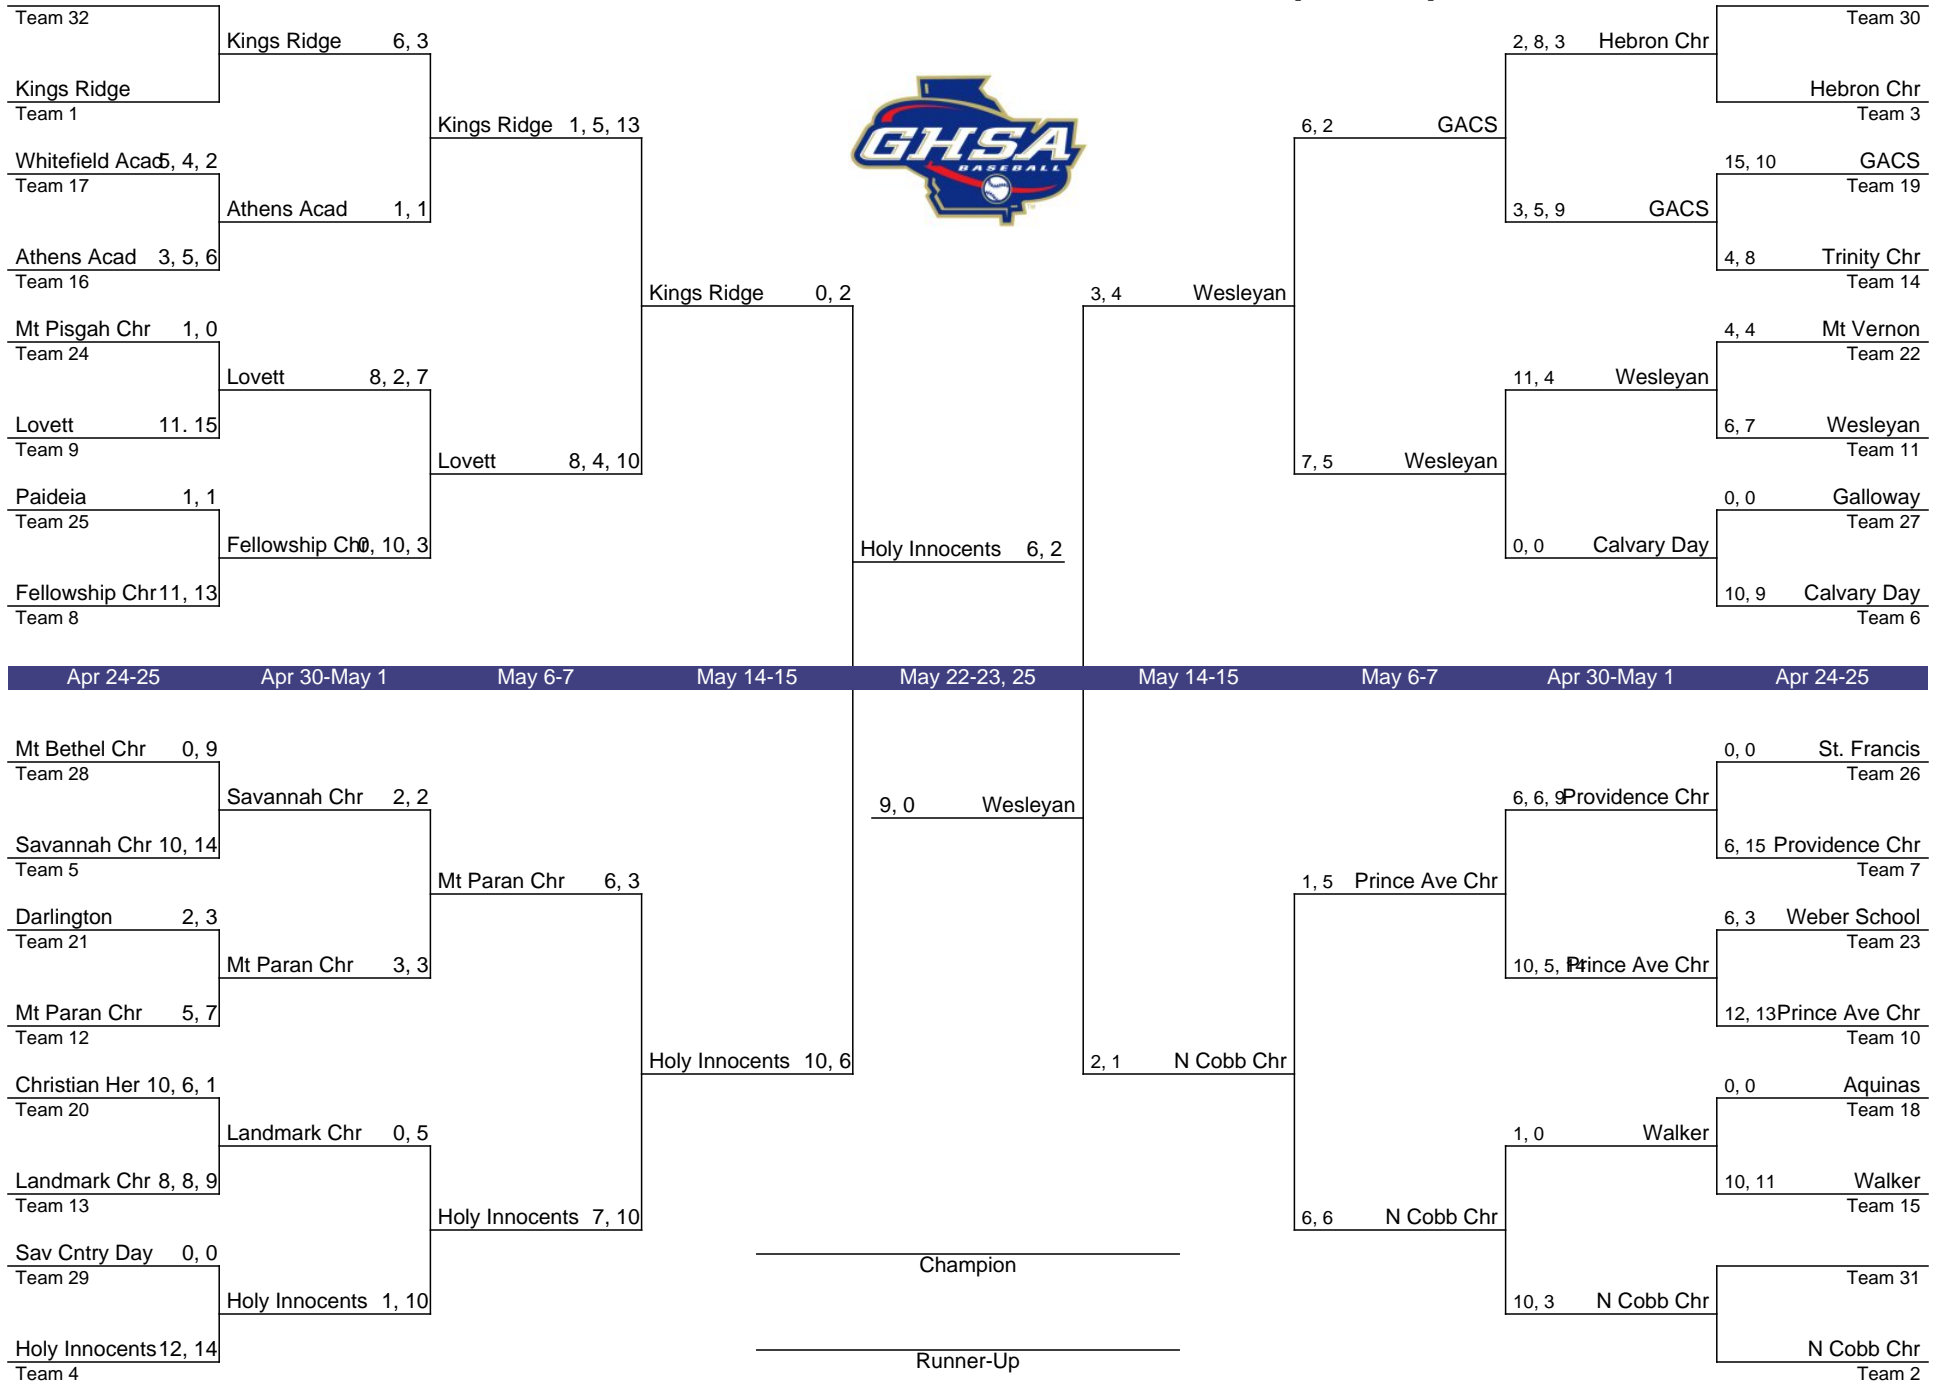 Team 32
Kings Ridge 6, 3
Kings Ridge
Team 1
Kings Ridge 1, 5, 13
Whitefield Acad 5, 4, 2
Team 17
Athens Acad 1, 1
Athens Acad 3, 5, 6
Team 16
Kings Ridge 0, 2
Mt Pisgah Chr 1, 0
Team 24
Lovett 8, 2, 7
Lovett 11. 15
Team 9
Lovett 8, 4, 10
Paideia 1, 1
Team 25
Fellowship Chr 0, 10, 3
Fellowship Chr 11, 13
Team 8
GHSA
BASEBALL
Holy Innocents 6, 2
Team 30
2, 8, 3 Hebron Chr
Hebron Chr
Team 3
6, 2 GACS
15, 10 GACS
Team 19
3, 5, 9 GACS
4, 8 Trinity Chr
Team 14
3, 4 Wesleyan
4, 4 Mt Vernon
Team 22
11, 4 Wesleyan
6, 7 Wesleyan
Team 11
7, 5 Wesleyan
0, 0 Galloway
Team 27
0, 0 Calvary Day
10, 9 Calvary Day
Team 6
Apr 24-25 Apr 30-May 1 May 6-7 May 14-15 May 22-23, 25 May 14-15 May 6-7 Apr 30-May 1 Apr 24-25
Mt Bethel Chr 0, 9
Team 28
Savannah Chr 2, 2
Savannah Chr 10, 14
Team 5
Mt Paran Chr 6, 3
Darlington 2, 3
Team 21
Mt Paran Chr 3, 3
Mt Paran Chr 5, 7
Team 12
Holy Innocents 10, 6
Christian Her 10, 6, 1
Team 20
Landmark Chr 0, 5
Landmark Chr 8, 8, 9
Team 13
Holy Innocents 7, 10
Sav Cntry Day 0, 0
Team 29
Holy Innocents 1, 10
Holy Innocents 12, 14
Team 4
9, 0 Wesleyan
Champion
Runner-Up
0, 0 St. Francis
Team 26
6, 6, 9 Providence Chr
6, 15 Providence Chr
Team 7
1, 5 Prince Ave Chr
6, 3 Weber School
Team 23
10, 5, 14 Prince Ave Chr
12, 13 Prince Ave Chr
Team 10
2, 1 N Cobb Chr
0, 0 Aquinas
Team 18
1, 0 Walker
10, 11 Walker
Team 15
6, 6 N Cobb Chr
Team 31
10, 3 N Cobb Chr
N Cobb Chr
Team 2